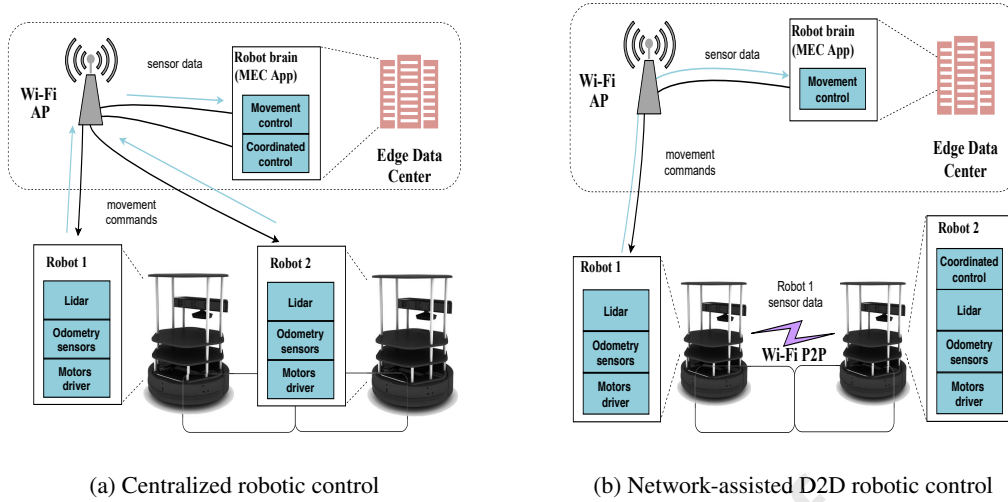 sensor data
Robot brain
(MEC App)
Wi-Fi
AP
Movement
control
Coordinated
control
Edge Data
Center
movement
commands
Robot 1
Lidar
Odometry
sensors
Motors
driver
Robot 2
Lidar
Odometry
sensors
Motors
driver
(a) Centralized robotic control
sensor data
Robot brain
(MEC App)
Wi-Fi
AP
Movement
control
Edge Data
Center
movement
commands
Robot 1
Lidar
Odometry
sensors
Motors
driver
Robot 1
sensor data
Wi-Fi P2P
Robot 2
Coordinated
control
Lidar
Odometry
sensors
Motors
driver
(b) Network-assisted D2D robotic control